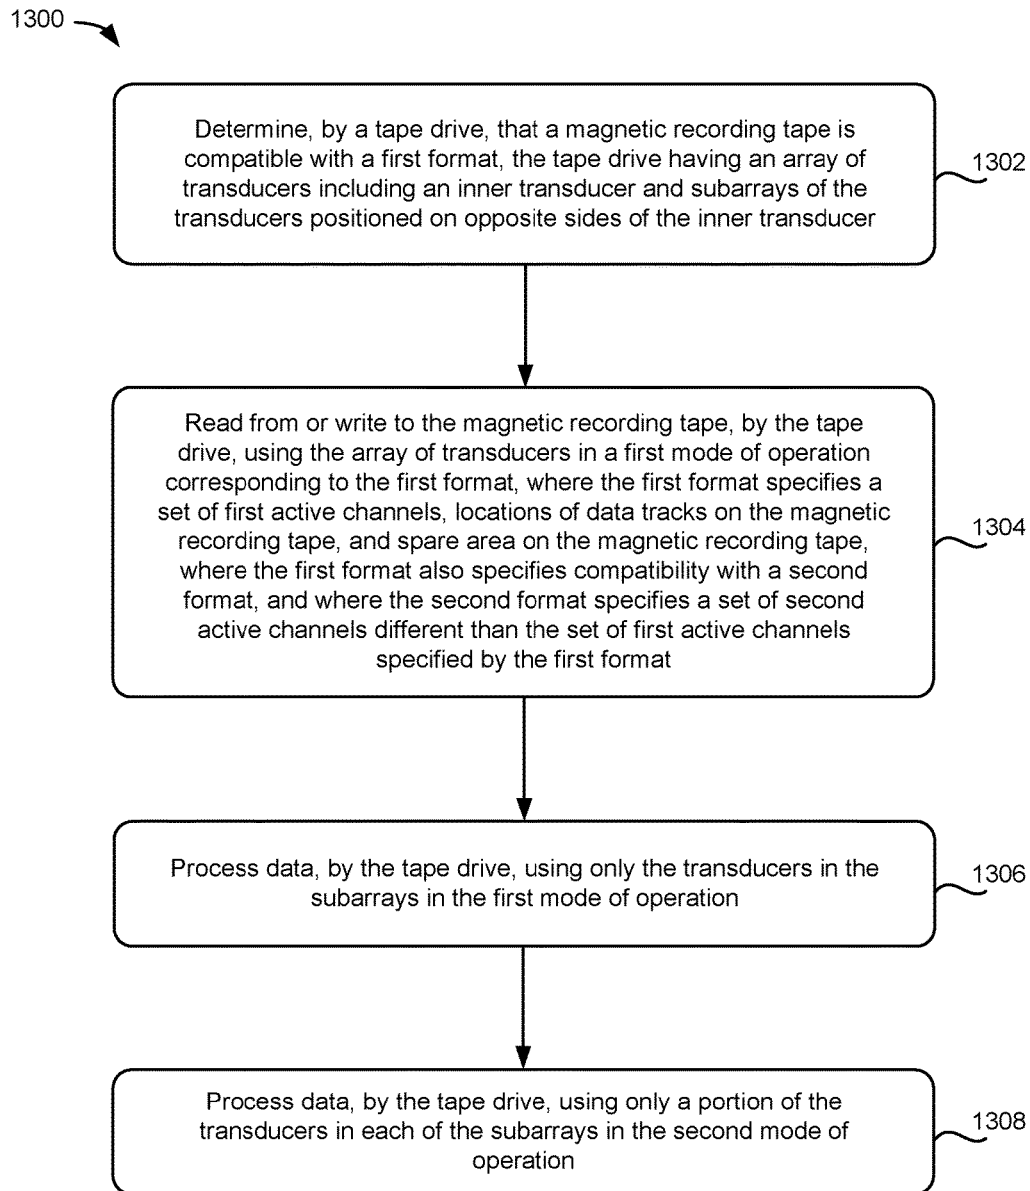 1300
Determine, by a tape drive, that a magnetic recording tape is
compatible with a first format, the tape drive having an array of
transducers including an inner transducer and subarrays of the
transducers positioned on opposite sides of the inner transducer
1302
Read from or write to the magnetic recording tape, by the tape
drive, using the array of transducers in a first mode of operation
corresponding to the first format, where the first format specifies a
set of first active channels, locations of data tracks on the magnetic
recording tape, and spare area on the magnetic recording tape,
where the first format also specifies compatibility with a second
format, and where the second format specifies a set of second
active channels different than the set of first active channels
specified by the first format
1304
Process data, by the tape drive, using only the transducers in the
subarrays in the first mode of operation
1306
Process data, by the tape drive, using only a portion of the
transducers in each of the subarrays in the second mode of
operation
1308